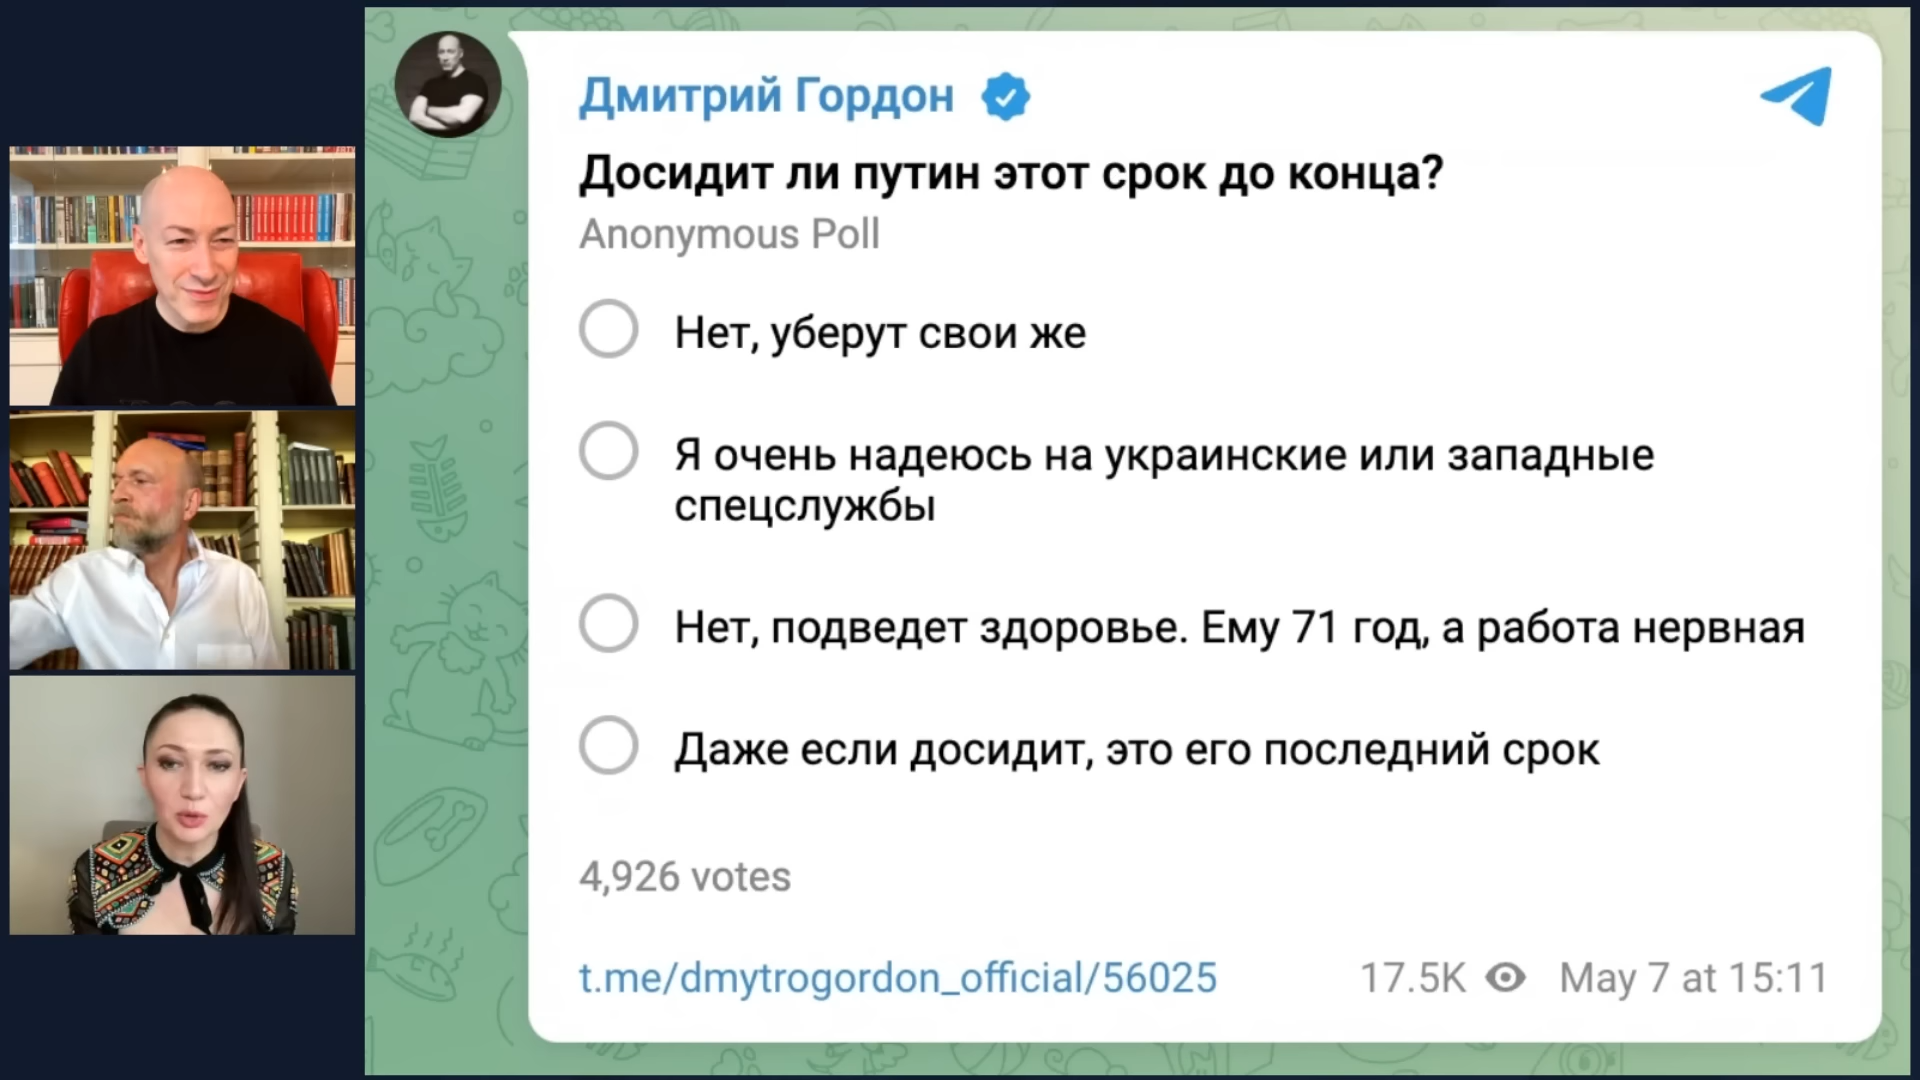 Дмитрий Гордон
Досидит ли путин этот срок до конца?
Anonymous Poll
Нет, уберут свои же
Я очень надеюсь на украинские или западные
спецслужбы
Нет, подведет здоровье. Ему 71 год, а работа нервная
Даже если досидит, это его последний срок
4,926 votes
t.me/dmytrogordon_official/56025
17.5K May 7 at 15:11